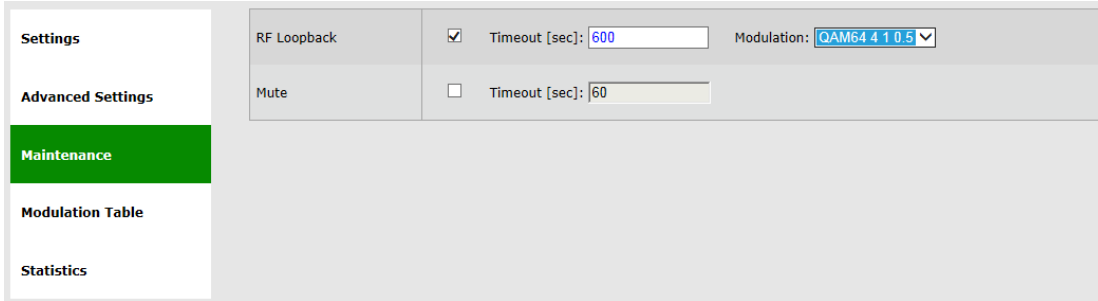 Settings
Advanced Settings
Maintenance
Modulation Table
Statistics
RF Loopback Timeout [sec]: 600 Modulation: QAM64 4 1 0.5
Mute Timeout [sec]: 60